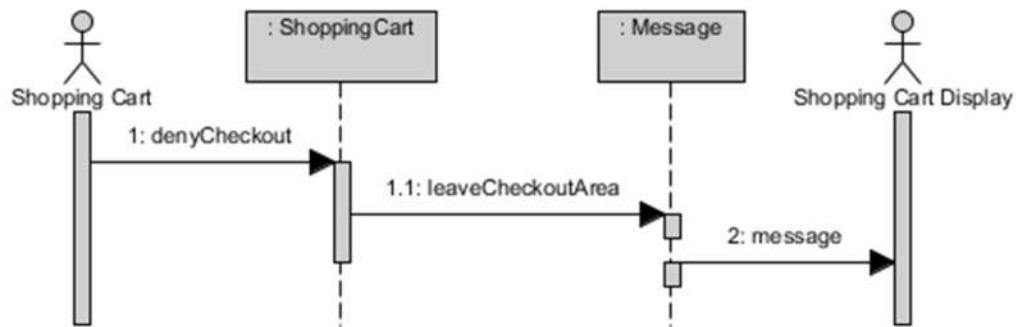 : ShoppingCart
: Message
Shopping Cart
Shopping Cart Display
1: denyCheckout
1.1: leaveCheckoutArea
2: message